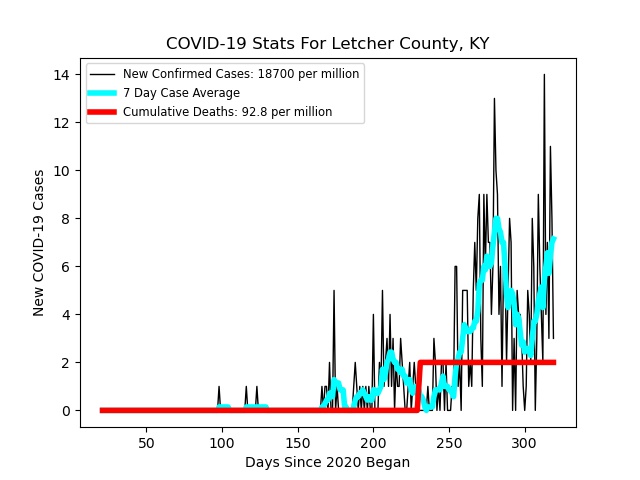 COVID-19 Stats For Letcher County, KY
New Confirmed Cases: 18700 per million
7 Day Case Average
Cumulative Deaths: 92.8 per million
14
12
10
8
6
4
2
0
New COVID-19 Cases
50 100 150 200 250 300
Days Since 2020 Began